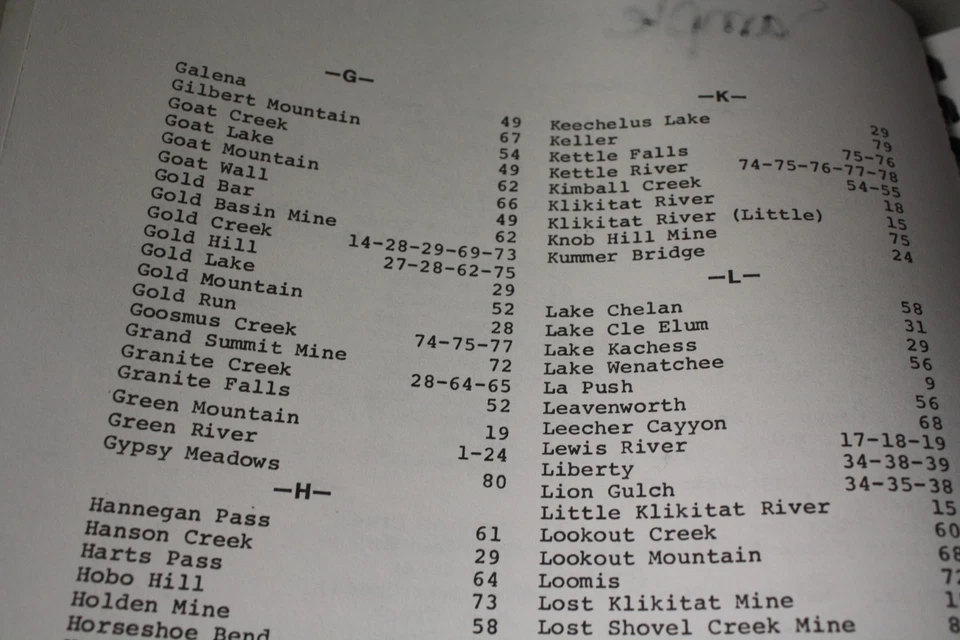 —G—
Galena 49
Gilbert Mountain 67
Goat Creek 54
Goat Lake 49
Goat Mountain 62
Goat Wall 66
Gold Bar 49
Gold Basin Mine 62
Gold Creek 14-28-29-69-73
Gold Hill 27-28-62-75
Gold Lake 29
Gold Mountain 52
Gold Run 28
Goosmus Creek 74-75-77
Grand Summit Mine 72
Granite Creek 28-64-65
Granite Falls 52
Green Mountain 19
Green River 1-24
Gypsy Meadows 80
—H—
Hannegan Pass 61
Hanson Creek 29
Harts Pass 64
Hobo Hill 73
Holden Mine 58
Horseshoe Bend
—K—
Keechelus Lake 29
Keller 79
Kettle Falls 75-76
Kettle River 74-75-76-77-78
Kimball Creek 54-55
Klikitat River 18
Klikitat River (Little) 15
Knob Hill Mine 75
Kummer Bridge 24
—L—
Lake Chelan 58
Lake Cle Elum 31
Lake Kachess 29
Lake Wenatchee 56
La Push 9
Leavenworth 56
Leecher Cayyon 68
Lewis River 17-18-19
Liberty 34-38-39
Lion Gulch 34-35-38
Little Klikitat River 15
Lookout Creek 60
Lookout Mountain 68
Loomis
Lost Klikitat Mine
Lost Shovel Creek Mine